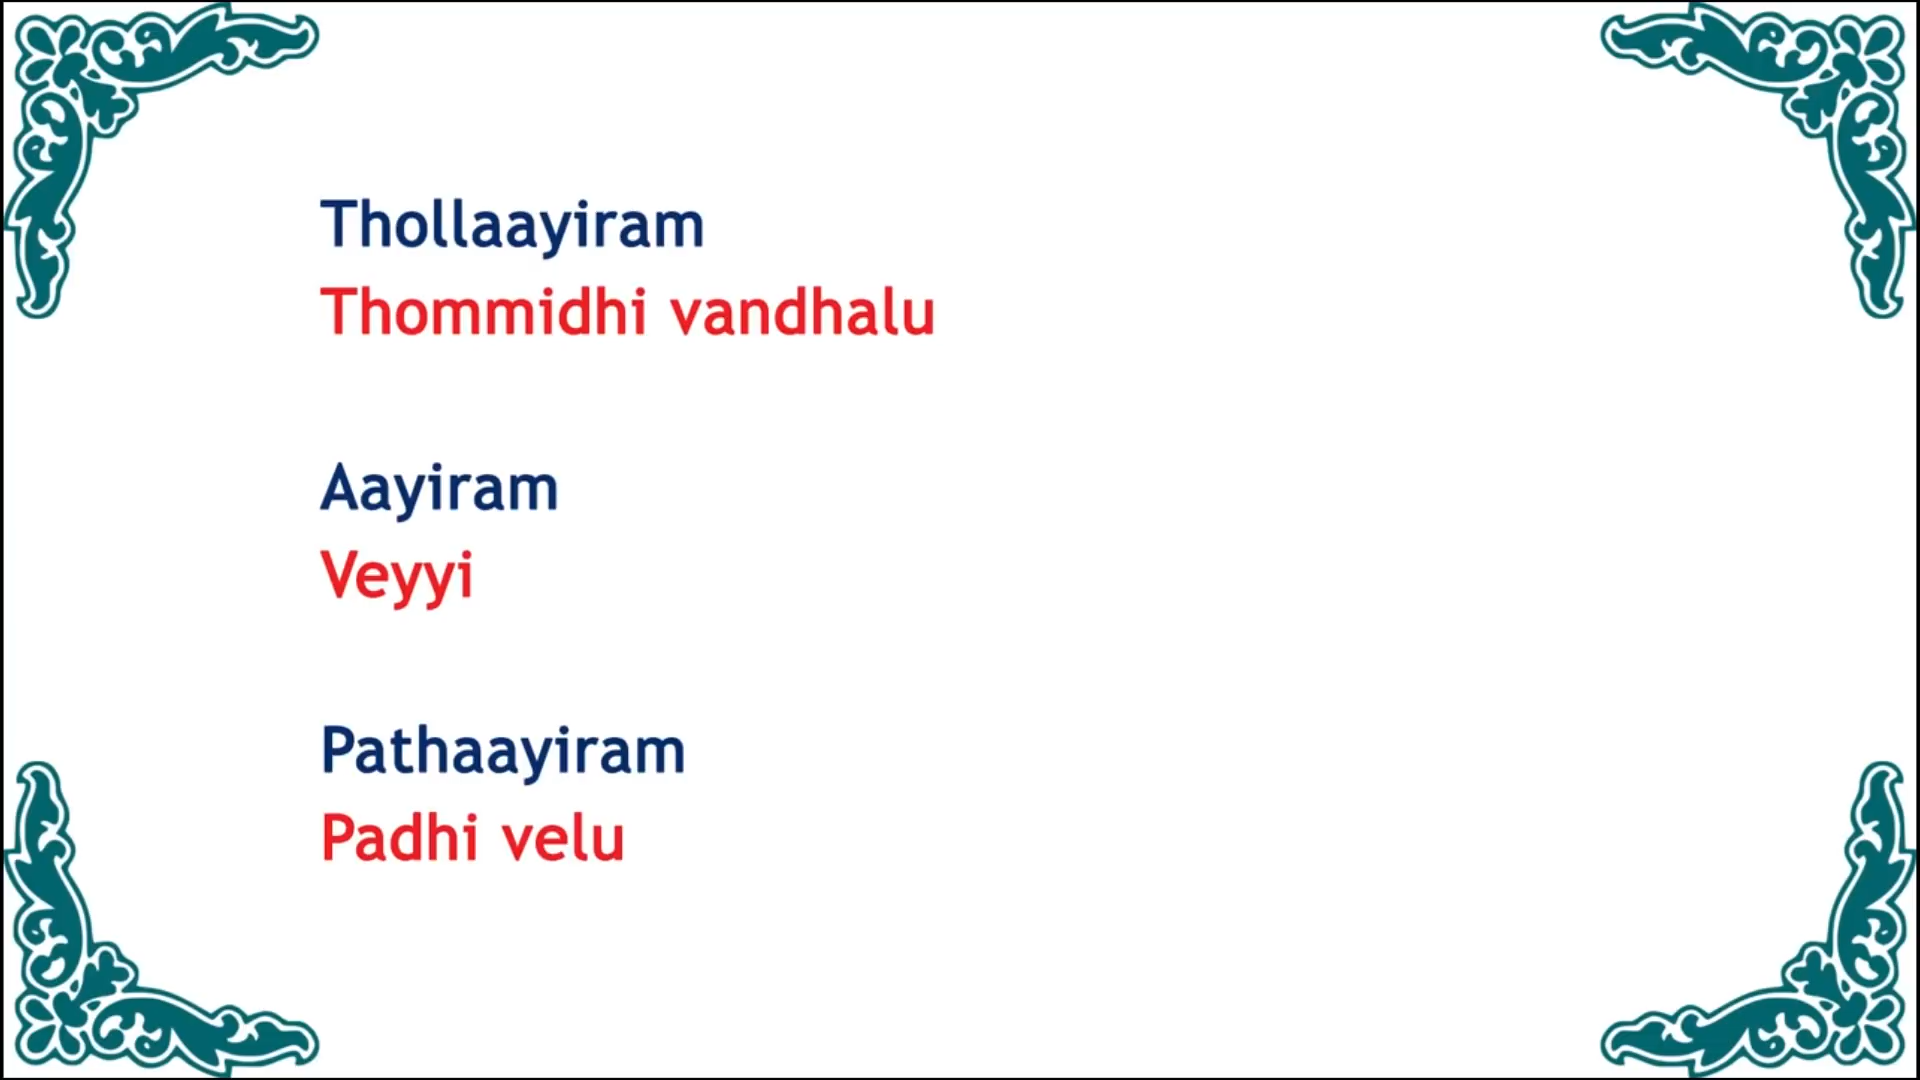 Thollaayiram
Thommidhi vandhalu
Aayiram
Veyyi
Pathaayiram
Padhi velu